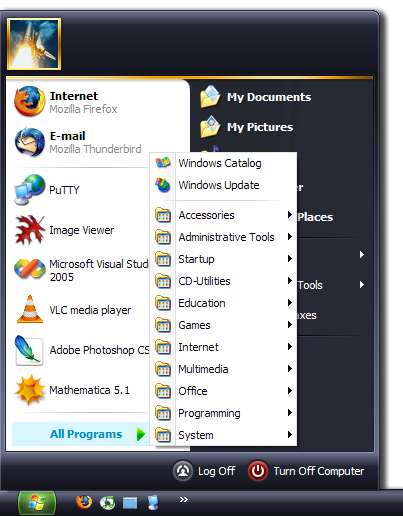 Internet
Mozilla Firefox
E-mail
Mozilla Thunderbird
PuTTY
Image Viewer
Microsoft Visual Stud
2005
VLC media player
Adobe Photoshop CS
Mathematica 5.1
All Programs
My Documents
My Pictures
Places
Tools
Windows Catalog
Windows Update
Accessories
Administrative Tools
Startup
CD-Utilities
Education
Games
Internet
Multimedia
Office
Programming
System
Log Off
Turn Off Computer